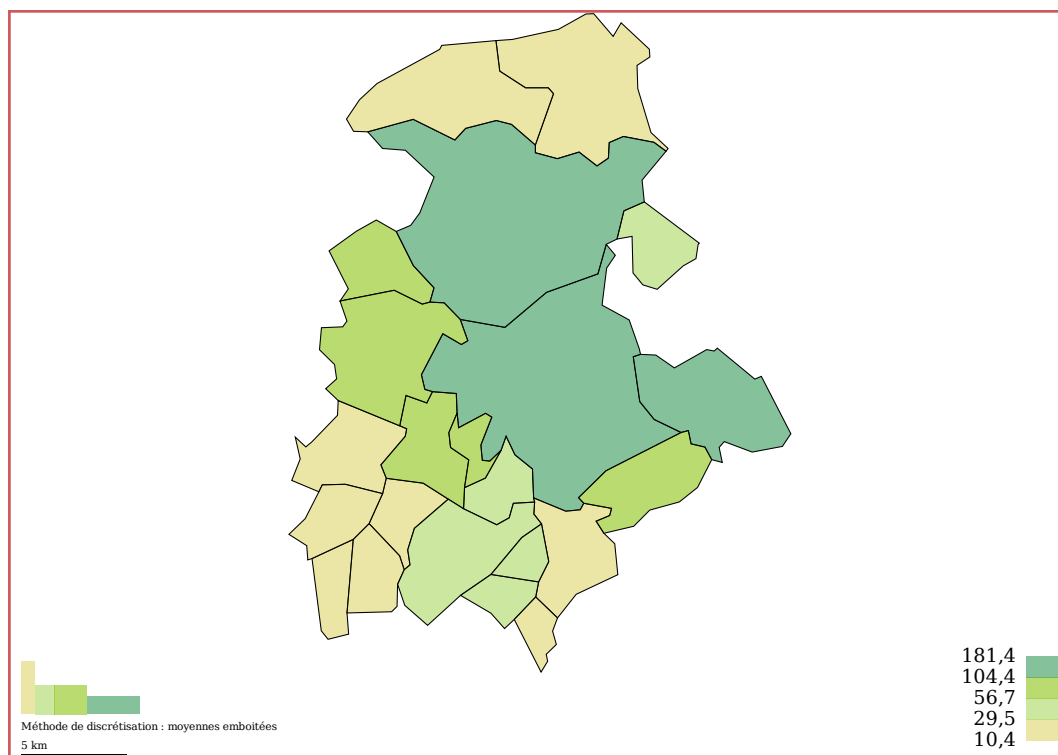 Méthode de discrétisation : moyennes emboitées
5 km
181,4
104,4
56,7
29,5
10,4